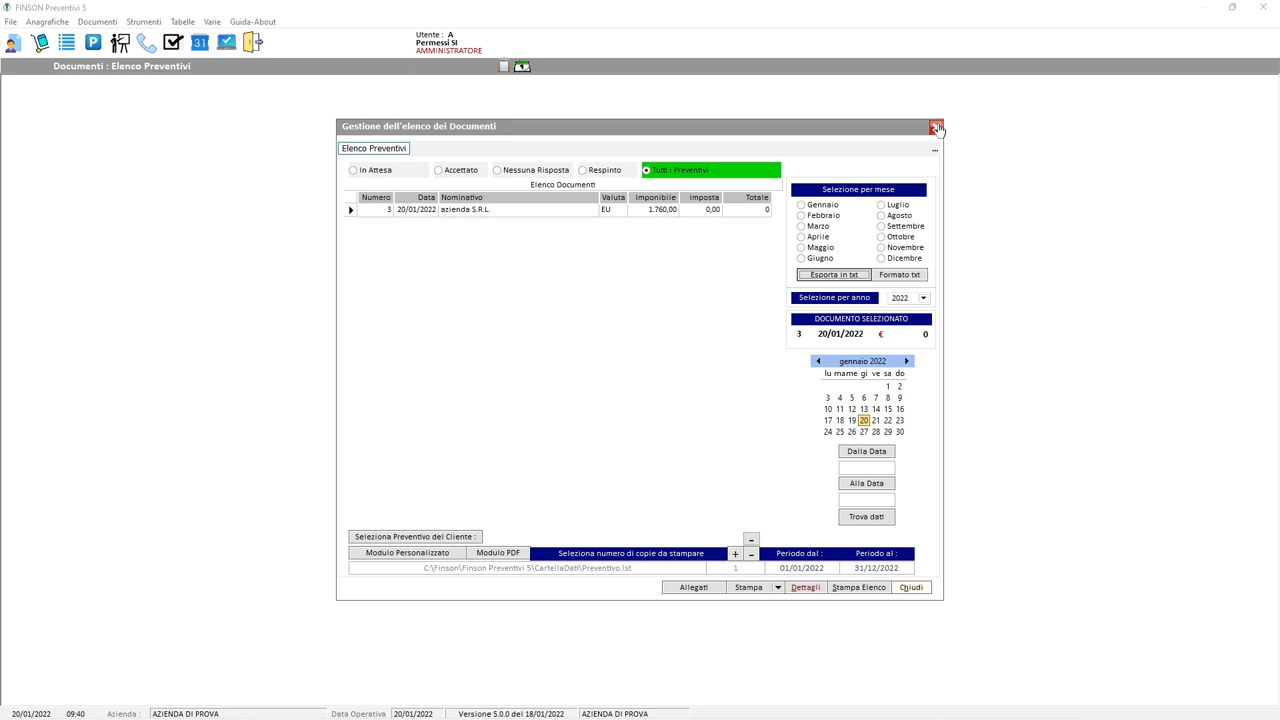 FINSON Preventivi 5
File Anagrafiche Documenti Strumenti Tabelle Varie Guida-About
Utente : A
Permessi SI
AMMINISTRATORE
Documenti : Elenco Preventivi
Gestione dell'elenco dei Documenti
Elenco Preventivi
...
In Attesa Accettato Nessuna Risposta Respinto Tutti i Preventivi
Elenco Documenti
Numero Data Nominativo Valuta Imponibile Imposta Totale
3 20/01/2022 azienda S.R.L. EU 1.760,00 0,00 0
Selezione per mese
Gennaio Luglio
Febbraio Agosto
Marzo Settembre
Aprile Ottobre
Maggio Novembre
Giugno Dicembre
Esporta in txt Formato txt
Selezione per anno 2022
DOCUMENTO SELEZIONATO
3 20/01/2022 € 0
gennaio 2022
lu ma me gi ve sa do
1 2
3 4 5 6 7 8 9
10 11 12 13 14 15 16
17 18 19 20 21 22 23
24 25 26 27 28 29 30
Dalla Data
Alla Data
Trova dati
Seleziona Preventivo del Cliente :
-
Modulo Personalizzato Modulo PDF Seleziona numero di copie da stampare + - Periodo dal : Periodo al :
C:\Finson\Finson Preventivi 5\CartellaDati\Preventivo.lst 1 01/01/2022 31/12/2022
Allegati Stampa Dettagli Stampa Elenco Chiudi
20/01/2022 09:40 Azienda : AZIENDA DI PROVA Data Operativa 20/01/2022 Versione 5.0.0 del 18/01/2022 AZIENDA DI PROVA